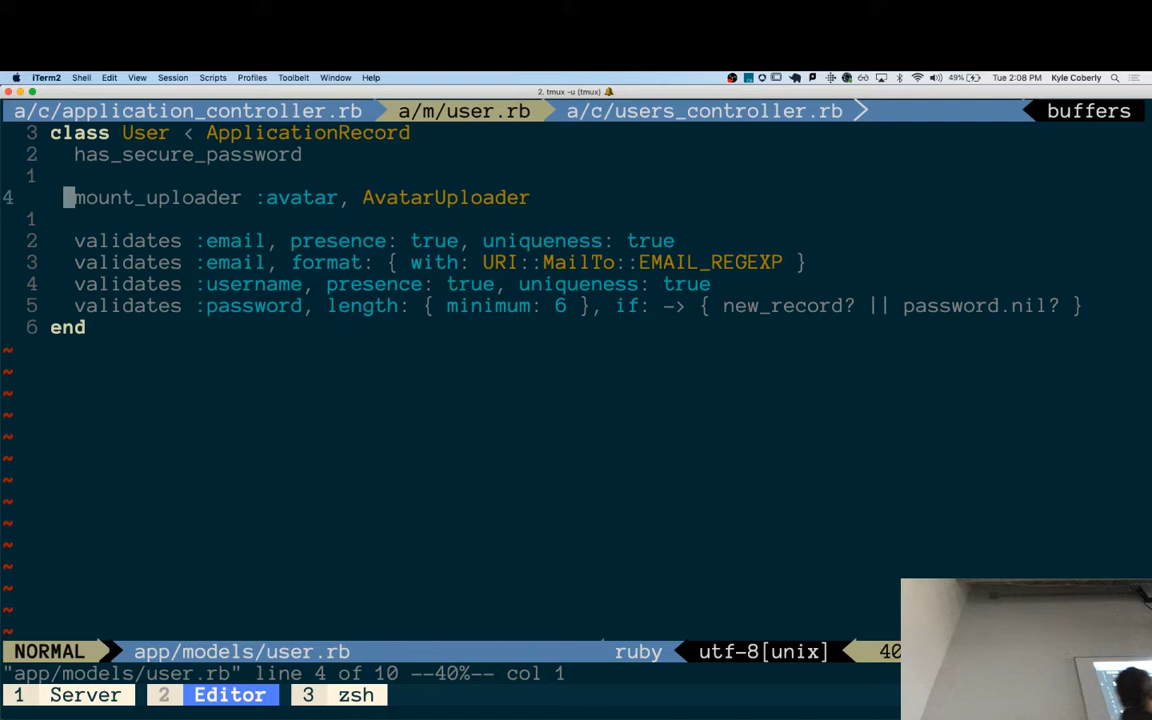 iTerm2 Shell Edit View Session Scripts Profiles Toolbelt Window Help 49% Tue 2:08 PM Kyle Coberly
2. tmux -u (tmux)
a/c/application_controller.rb a/m/user.rb a/c/users_controller.rb buffers
3 class User < ApplicationRecord
2 has_secure_password
1
4 mount_uploader :avatar, AvatarUploader
1
2 validates :email, presence: true, uniqueness: true
3 validates :email, format: { with: URI::MailTo::EMAIL_REGEXP }
4 validates :username, presence: true, uniqueness: true
5 validates :password, length: { minimum: 6 }, if: -> { new_record? || password.nil? }
6 end
~
~
~
~
~
~
~
~
~
~
~
~
~
~
NORMAL app/models/user.rb ruby utf-8[unix] 40
"app/models/user.rb" line 4 of 10 --40%-- col 1
1 Server 2 Editor 3 zsh